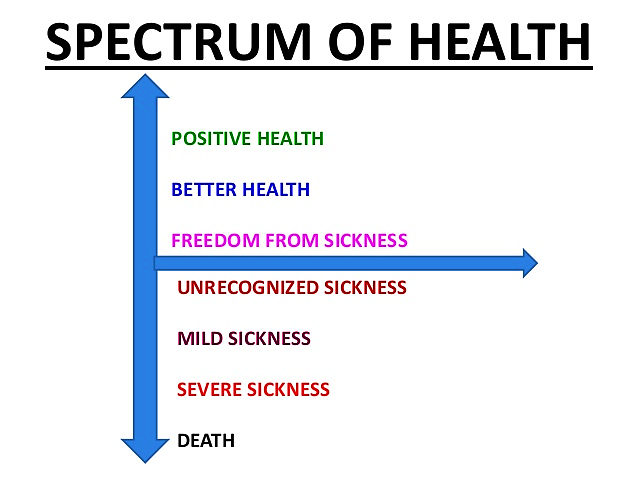 SPECTRUM OF HEALTH
POSITIVE HEALTH
BETTER HEALTH
FREEDOM FROM SICKNESS
UNRECOGNIZED SICKNESS
MILD SICKNESS
SEVERE SICKNESS
DEATH